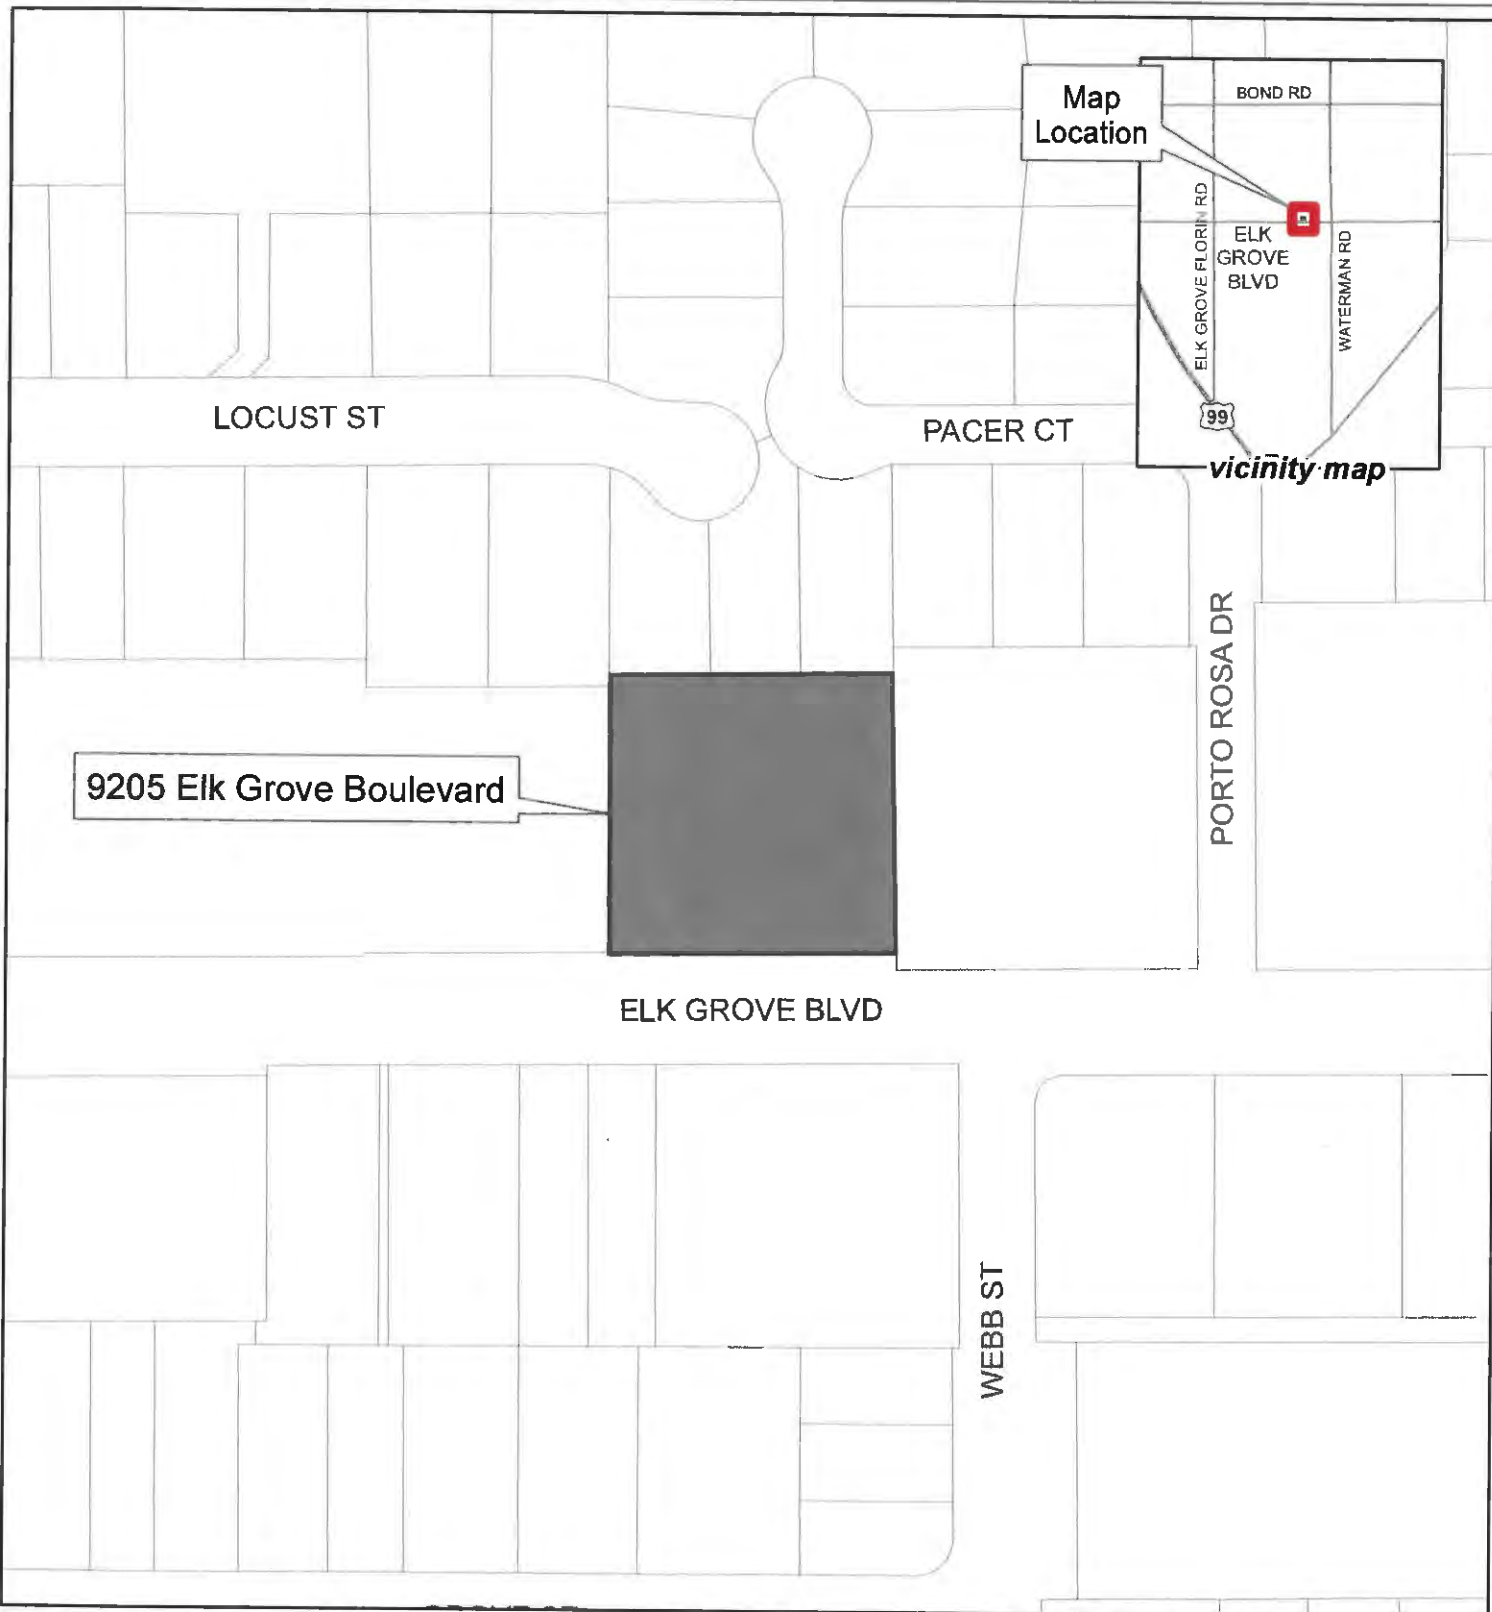 Map
Location
BOND RD
ELK GROVE FLORIN RD
ELK
GROVE
BLVD
WATERMAN RD
99
vicinity map
LOCUST ST
PACER CT
PORTO ROSA DR
9205 Elk Grove Boulevard
ELK GROVE BLVD
WEBB ST